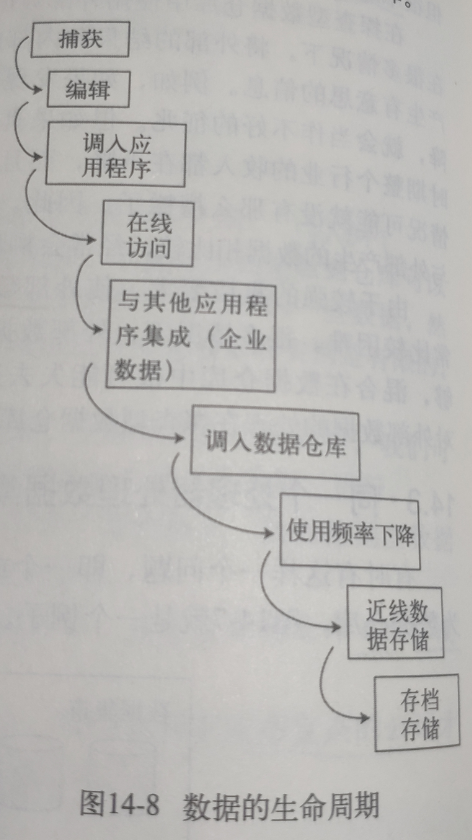 捕获
编辑
调入应
用程序
在线
访问
与其他应用程
序集成（企业
数据）
调入数据仓库
使用频率下降
近线数
据存储
存档
存储
图14-8 数据的生命周期